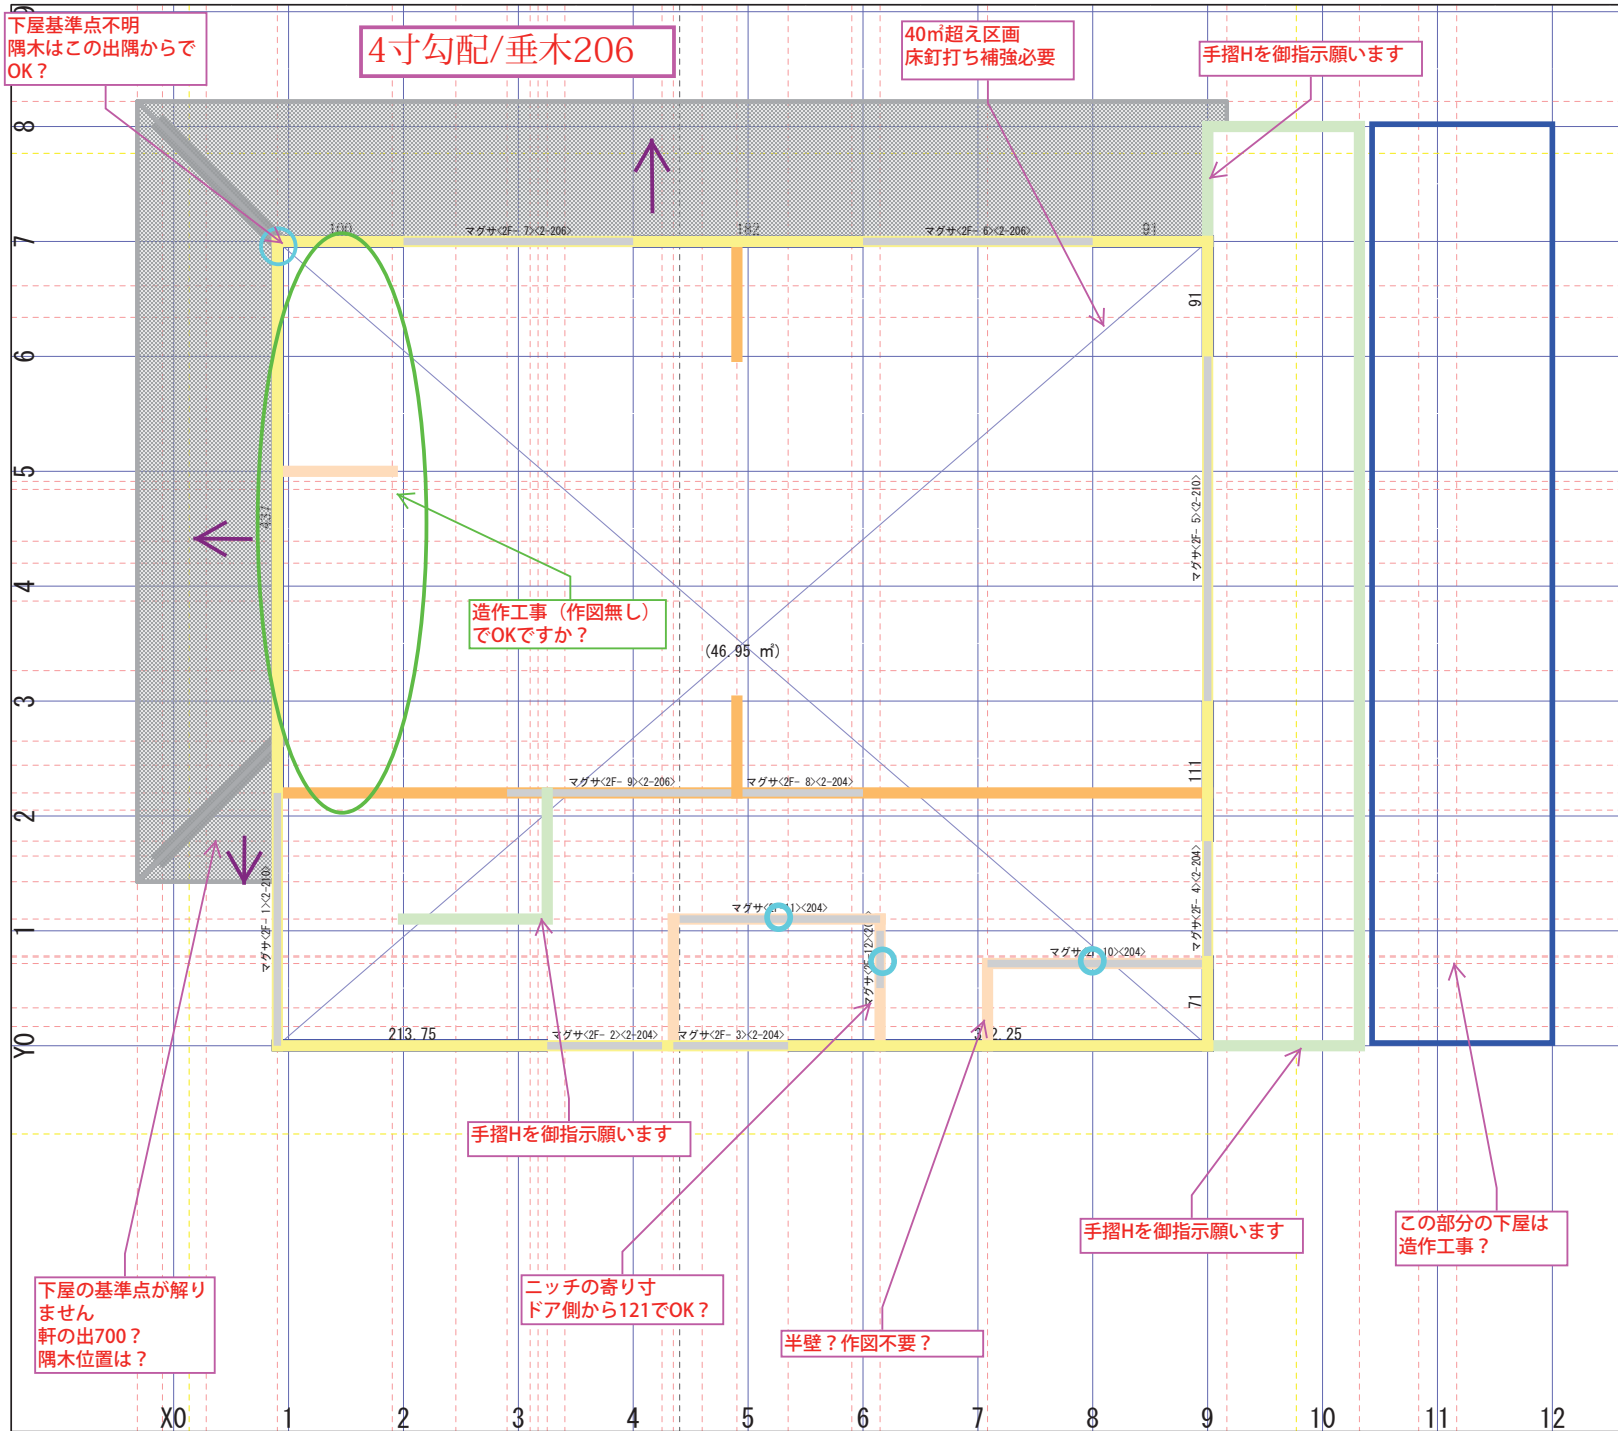 下屋基準点不明
隅木はこの出隅からで
OK？
4寸勾配/垂木206
40㎡超え区画
床釘打ち補強必要
手摺Hを御指示願います
9
8
7
6
5
4
3
2
1
Y0
マグサ<2F- 7><2-206>
182
マグサ<2F- 6><2-206>
91
91
マグサ<2F- 5><2-210>
造作工事（作図無し）
でOKですか？
(46.95 ㎡)
111
マグサ<2F- 9><2-206>
マグサ<2F- 8><2-204>
マグサ<2F- 4><2-204>
マグサ<2F- 1><2-210>
71
213.75
マグサ<2F- 2><2-204>
マグサ<2F- 3><2-204>
手摺Hを御指示願います
下屋の基準点が解り
ません
軒の出700？
隅木位置は？
ニッチの寄り寸
ドア側から121でOK？
半壁？作図不要？
手摺Hを御指示願います
この部分の下屋は
造作工事？
X0 1 2 3 4 5 6 7 8 9 10 11 12